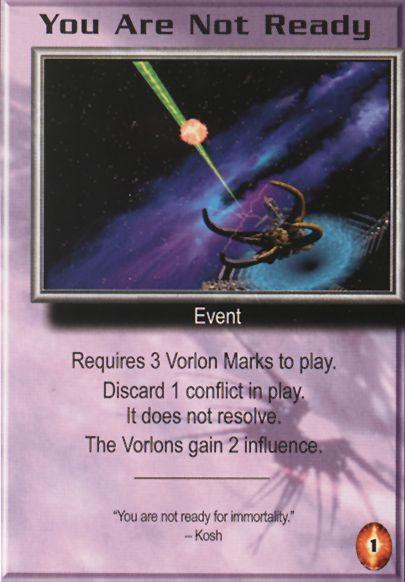 You Are Not Ready
Event
Requires 3 Vorlon Marks to play.
Discard 1 conflict in play.
It does not resolve.
The Vorlons gain 2 influence.
"You are not ready for immortality."
-- Kosh
1